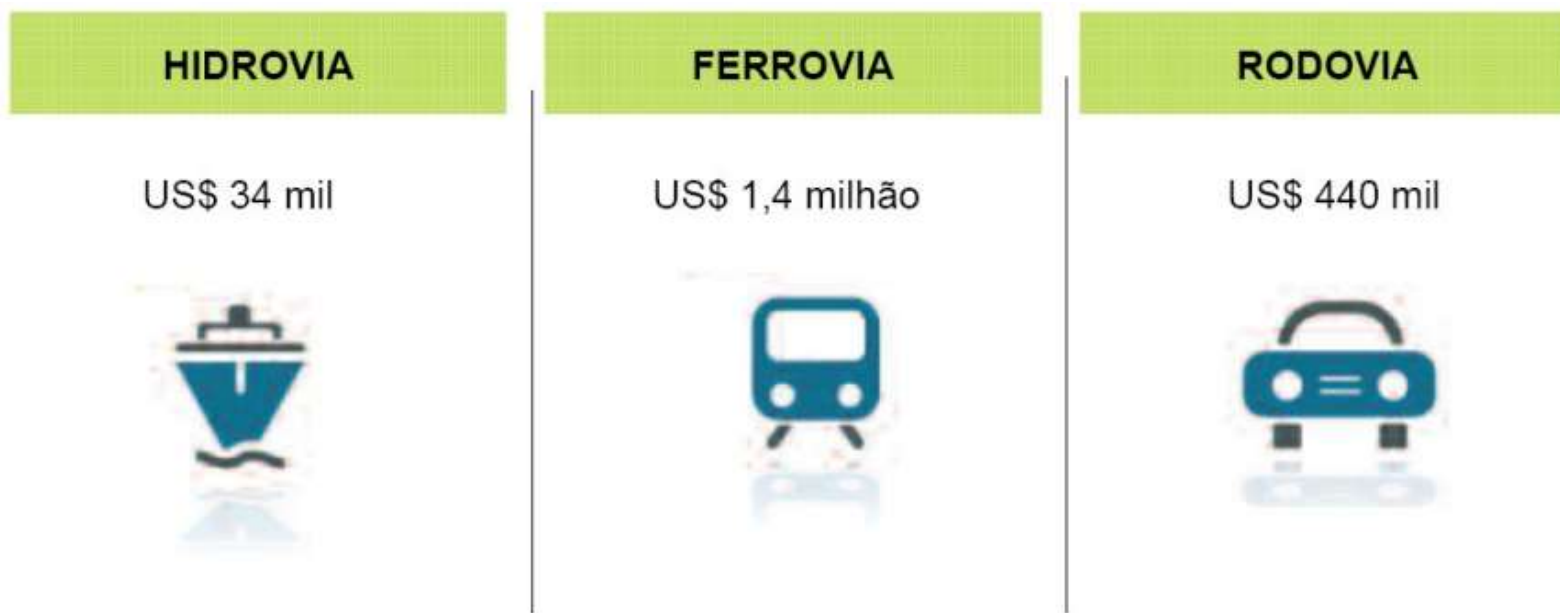 HIDROVIA
FERROVIA
RODOVIA
US$ 34 mil
US$ 1,4 milhão
US$ 440 mil